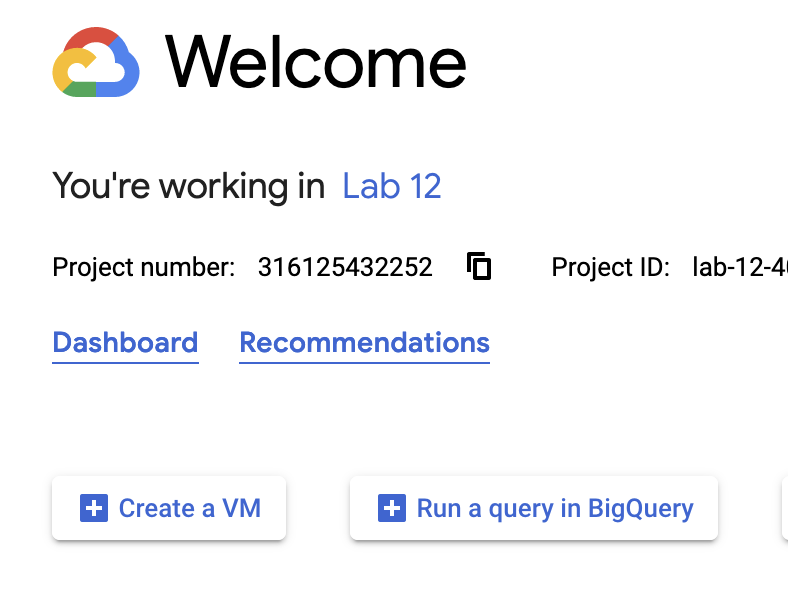 Welcome
You're working in Lab 12
Project number: 316125432252 Project ID: lab-12-4
Dashboard Recommendations
Create a VM Run a query in BigQuery